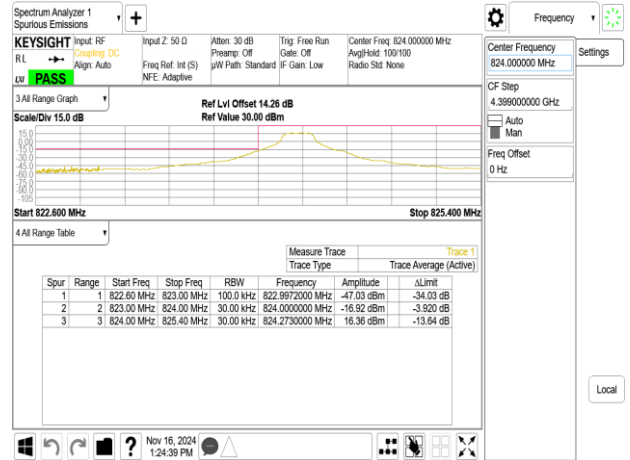 Spectrum Analyzer 1
Spurious Emissions
Frequency
KEYSIGHT Input: RF Input Z: 50 Ω Atten: 30 dB Trig: Free Run Center Freq: 824.000000 MHz
Coupling: DC Preamp: Off Gate: Off Avg|Hold: 100/100
RL Align: Auto Freq Ref: Int (S) µW Path: Standard IF Gain: Low Radio Std: None
NFE: Adaptive
LXI PASS
Center Frequency
824.000000 MHz
Settings
CF Step
4.399000000 GHz
Auto
Man
Freq Offset
0 Hz
3 All Range Graph
Ref Lvl Offset 14.26 dB
Scale/Div 15.0 dB Ref Value 30.00 dBm
15.0
0.00
-15.0
-30.0
-45.0
-60.0
-75.0
-90.0
-105
Start 822.600 MHz Stop 825.400 MHz
4 All Range Table
Measure Trace Trace 1
Trace Type Trace Average (Active)
Spur Range Start Freq Stop Freq RBW Frequency Amplitude ΔLimit
1 1 822.60 MHz 823.00 MHz 100.0 kHz 822.9972000 MHz -47.03 dBm -34.03 dB
2 2 823.00 MHz 824.00 MHz 30.00 kHz 824.0000000 MHz -16.92 dBm -3.920 dB
3 3 824.00 MHz 825.40 MHz 30.00 kHz 824.2730000 MHz 16.36 dBm -13.64 dB
Local
Nov 16, 2024
1:24:39 PM